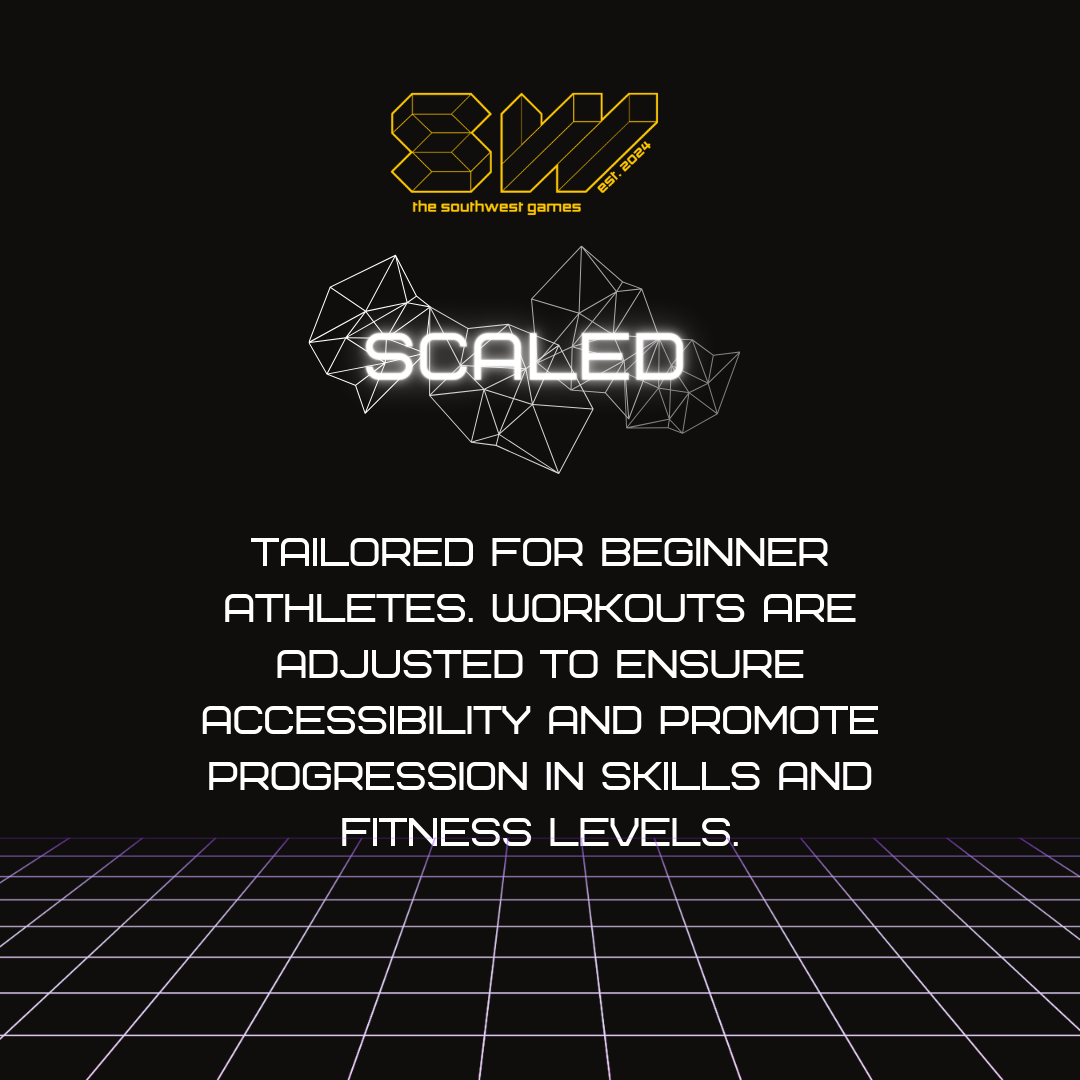 SW
est. 2024
the southwest games
SCALED
TAILORED FOR BEGINNER
ATHLETES. WORKOUTS ARE
ADJUSTED TO ENSURE
ACCESSIBILITY AND PROMOTE
PROGRESSION IN SKILLS AND
FITNESS LEVELS.